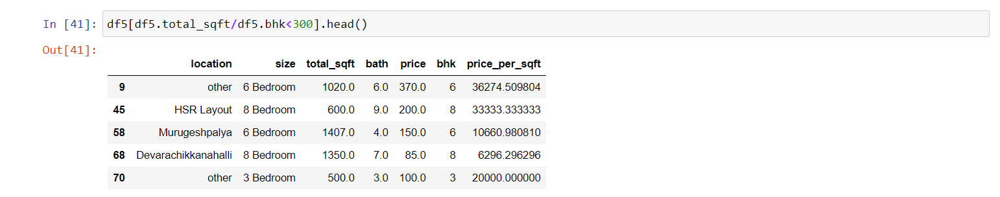 In [41]: df5[df5.total_sqft/df5.bhk<300].head()
Out[41]:
location size total_sqft bath price bhk price_per_sqft
9 other 6 Bedroom 1020.0 6.0 370.0 6 36274.509804
45 HSR Layout 8 Bedroom 600.0 9.0 200.0 8 33333.333333
58 Murugeshpalya 6 Bedroom 1407.0 4.0 150.0 6 10660.980810
68 Devarachikkanahalli 8 Bedroom 1350.0 7.0 85.0 8 6296.296296
70 other 3 Bedroom 500.0 3.0 100.0 3 20000.000000